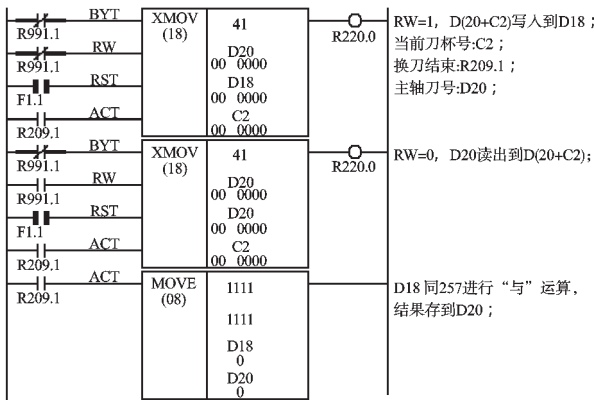 BYT
R991.1
RW
R991.1
RST
F1.1
ACT
R209.1
XMOV
(18)
41
D20
00 0000
D18
00 0000
C2
00 0000
R220.0
RW=1，D(20+C2)写人到D18；
当前刀杯号:C2；
换刀结束:R209.1；
主轴刀号:D20；
BYT
R991.1
RW
R991.1
RST
F1.1
ACT
R209.1
XMOV
(18)
41
D20
00 0000
D20
00 0000
C2
00 0000
R220.0
RW=0，D20读出到D(20+C2)；
ACT
R209.1
MOVE
(08)
1111
1111
D18
0
D20
0
D18 同257进行“与”运算，
结果存到D20；